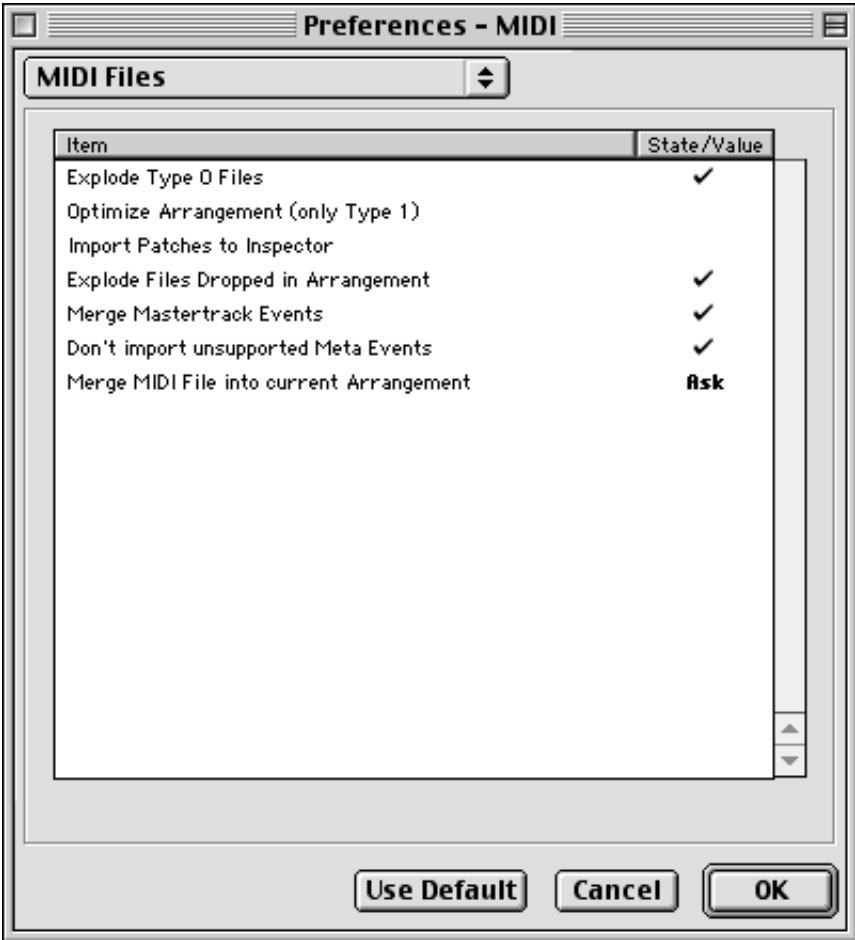 Preferences - MIDI
MIDI Files
Item State/Value
Explode Type 0 Files ✓
Optimize Arrangement (only Type 1)
Import Patches to Inspector
Explode Files Dropped in Arrangement ✓
Merge Mastertrack Events ✓
Don't import unsupported Meta Events ✓
Merge MIDI File into current Arrangement Ask
Use Default Cancel OK